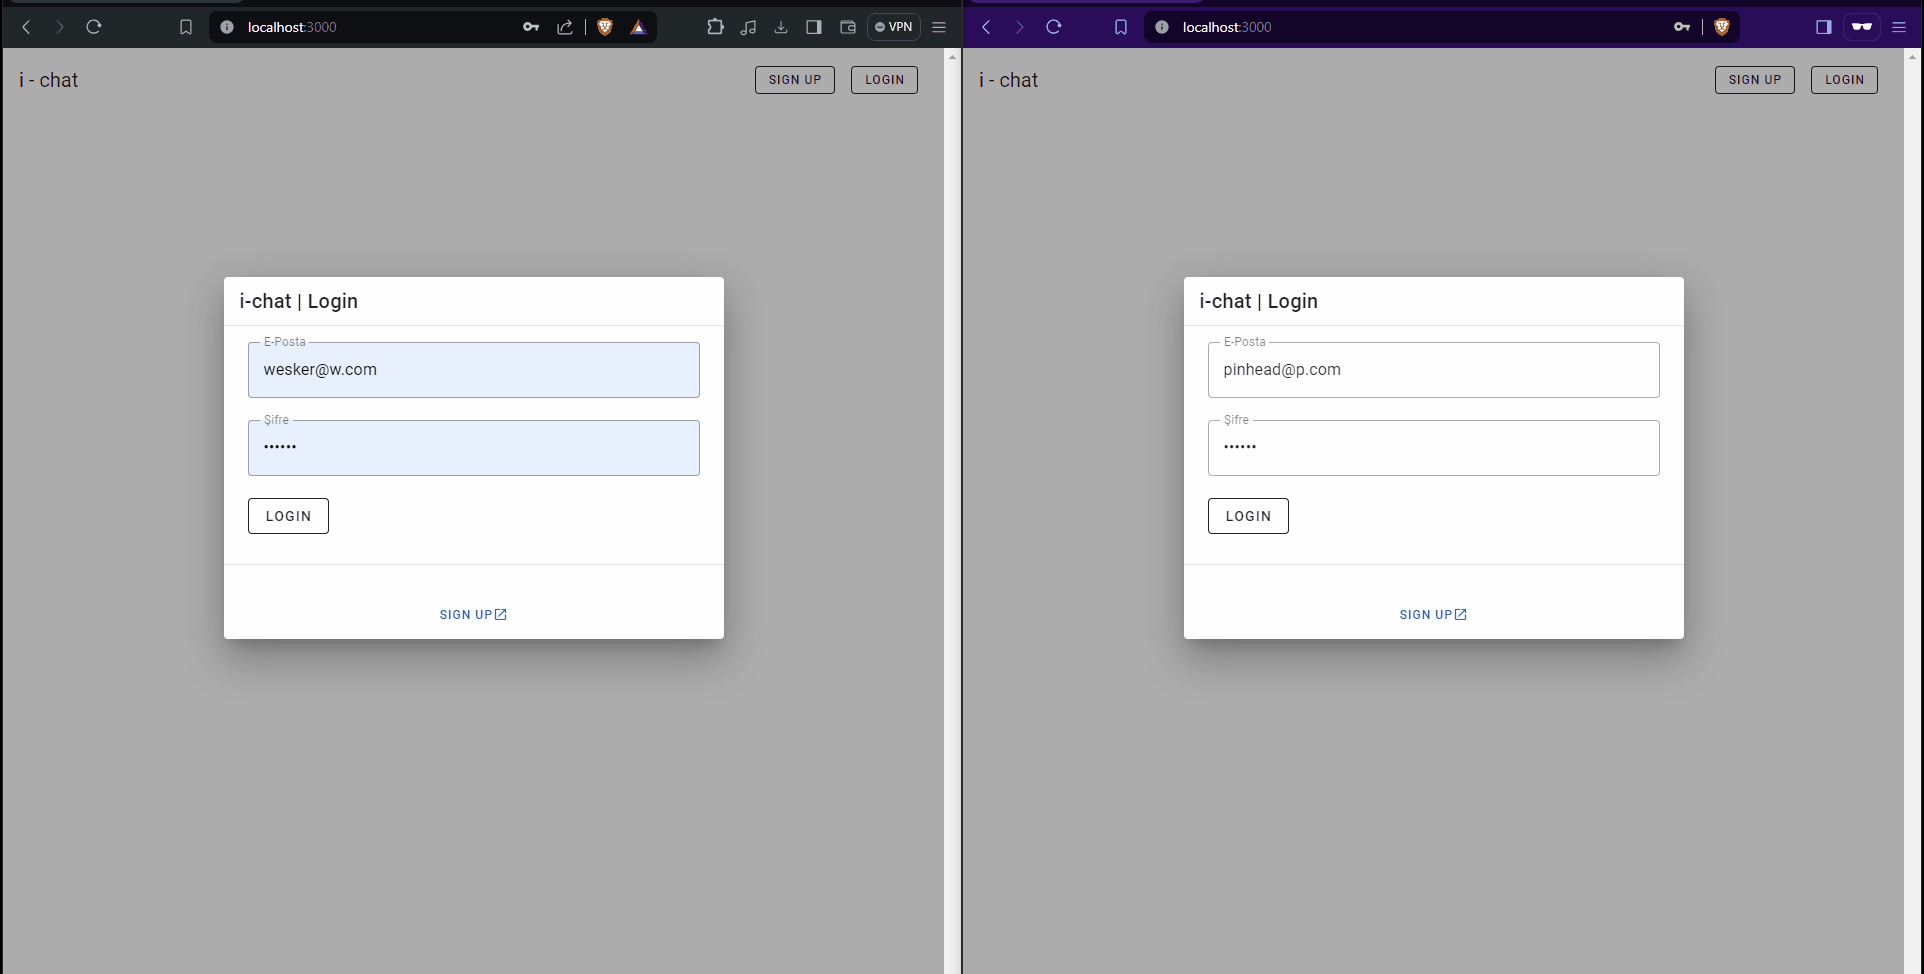 localhost:3000
VPN
i - chat
SIGN UP
LOGIN
i-chat | Login
E-Posta
wesker@w.com
Şifre
••••••
LOGIN
SIGN UP
localhost:3000
i - chat
SIGN UP
LOGIN
i-chat | Login
E-Posta
pinhead@p.com
Şifre
••••••
LOGIN
SIGN UP